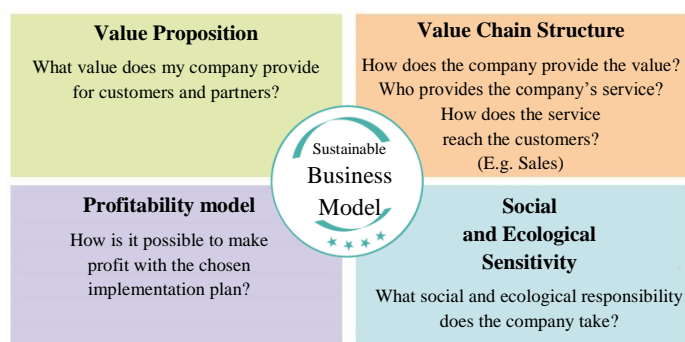 Value Proposition
What value does my company provide
for customers and partners?
Value Chain Structure
How does the company provide the value?
Who provides the company’s service?
How does the service
reach the customers?
(E.g. Sales)
Sustainable
Business
Model
Profitability model
How is it possible to make
profit with the chosen
implementation plan?
Social
and Ecological
Sensitivity
What social and ecological responsibility
does the company take?